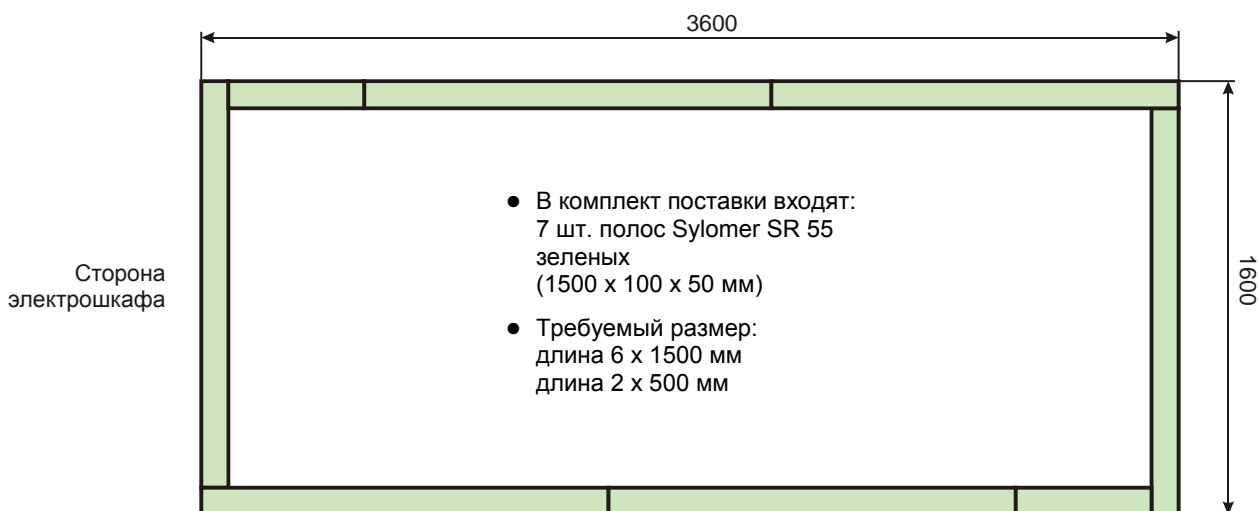 3600
● В комплект поставки входят:
7 шт. полос Sylomer SR 55
зеленых
(1500 x 100 x 50 мм)
● Требуемый размер:
длина 6 x 1500 мм
длина 2 x 500 мм
Сторона
электрошкафа
1600